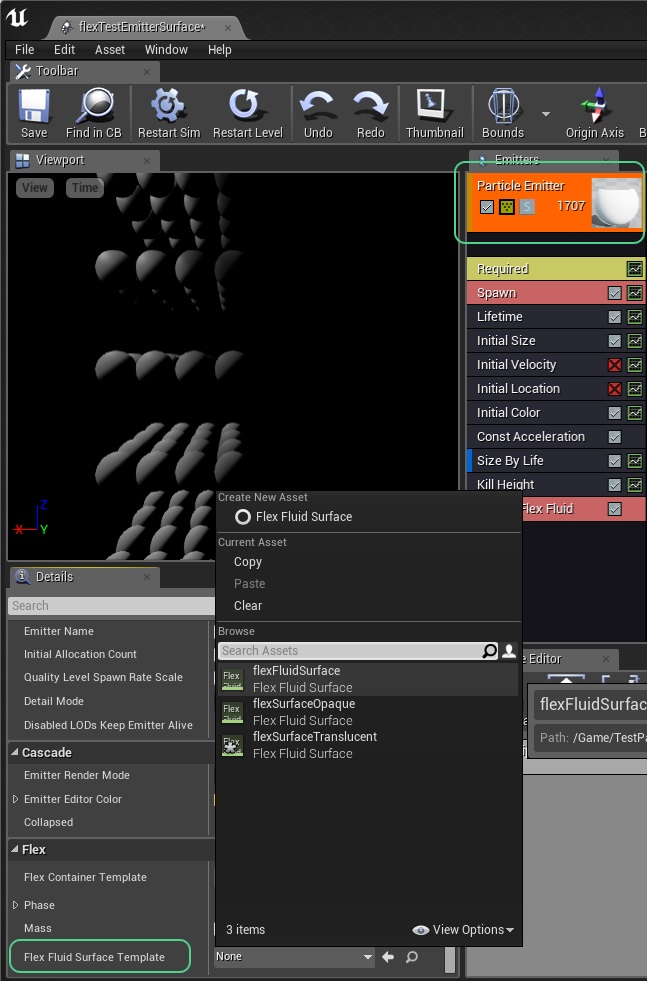 flexTestEmitterSurface*
File Edit Asset Window Help
Toolbar
Save Find in CB Restart Sim Restart Level Undo Redo Thumbnail Bounds Origin Axis
Viewport
Emitters
View Time
Particle Emitter
S 1707
Required
Spawn
Lifetime
Initial Size
Initial Velocity
Initial Location
Initial Color
Const Acceleration
Size By Life
Kill Height
Flex Fluid
Z
X Y
Create New Asset
Flex Fluid Surface
Current Asset
Copy
Paste
Clear
Browse
Search Assets
Flex Fluid
flexFluidSurface
Flex Fluid Surface
Flex Fluid
flexSurfaceOpaque
Flex Fluid Surface
Flex
flexSurfaceTranslucent
Flex Fluid Surface
3 items View Options
Details
Search
Emitter Name
Initial Allocation Count
Quality Level Spawn Rate Scale
Detail Mode
Disabled LODs Keep Emitter Alive
Cascade
Emitter Render Mode
Emitter Editor Color
Collapsed
Flex
Flex Container Template
Phase
Mass
Flex Fluid Surface Template
None
Editor
flexFluidSurfac
Path: /Game/TestPa